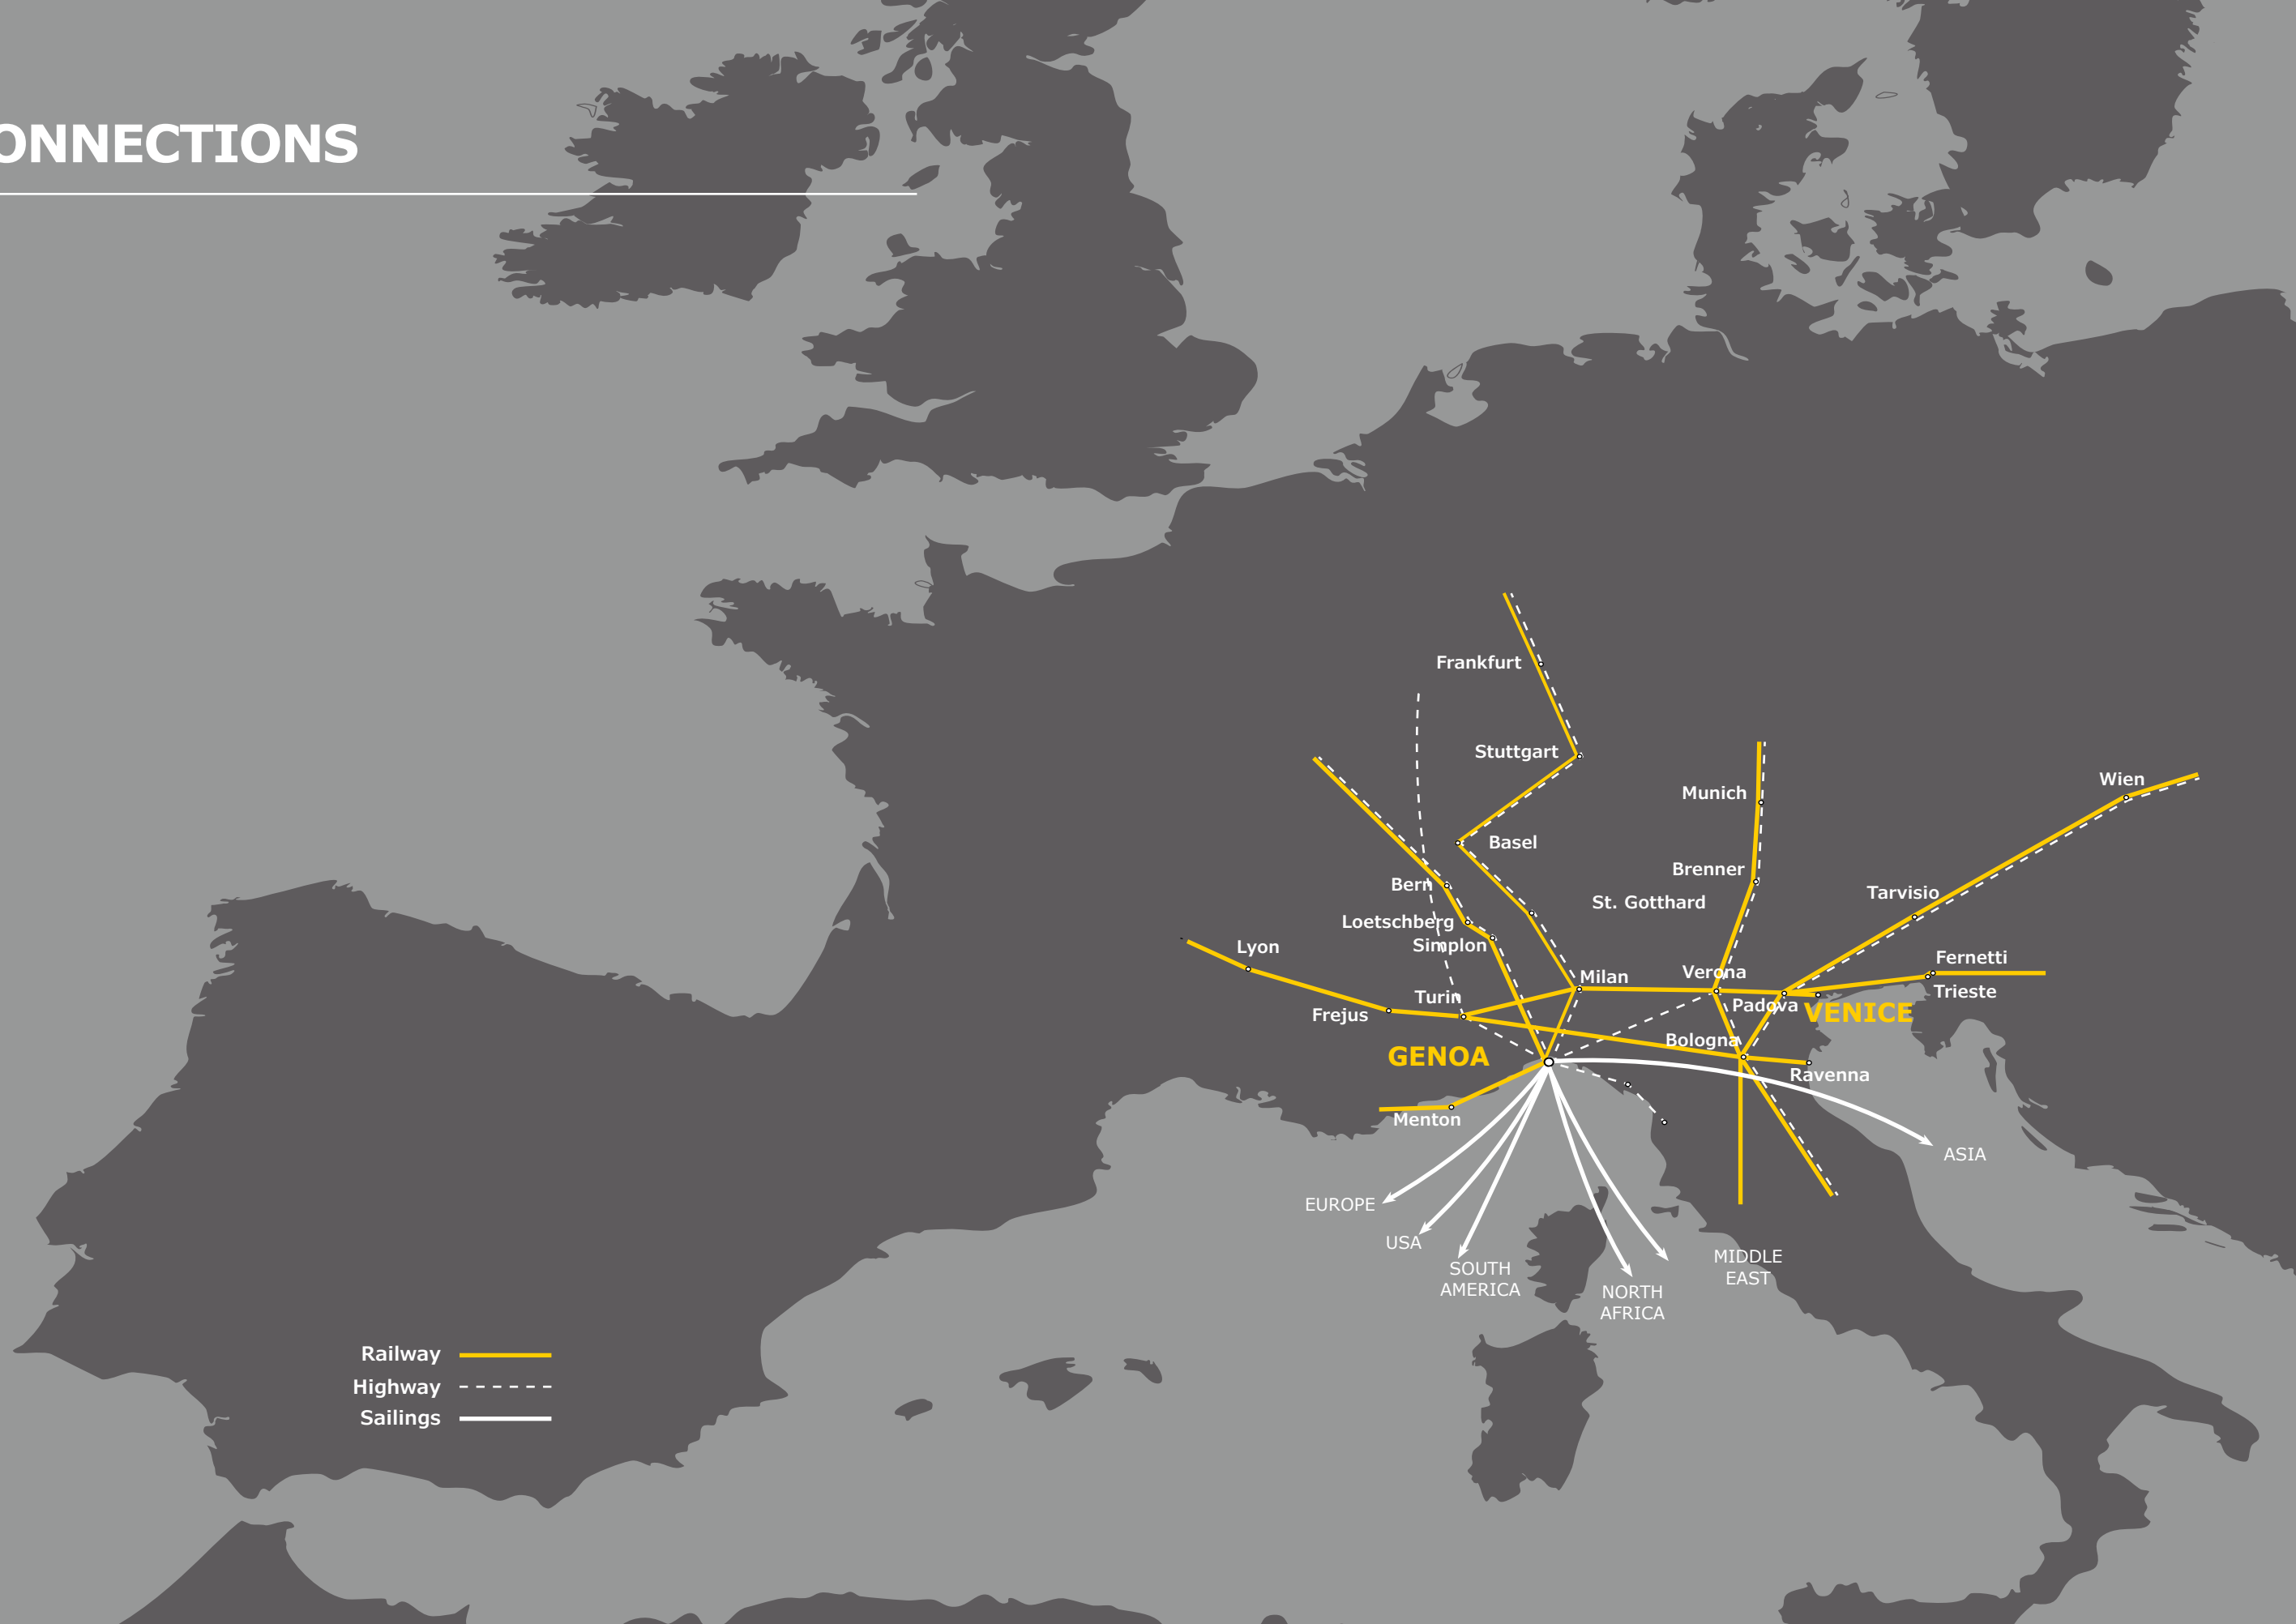 ONNECTIONS
Frankfurt
Stuttgart
Munich
Wien
Basel
Brenner
Bern
Tarvisio
St. Gotthard
Loetschberg
Simplon
Lyon
Fernetti
Verona
Milan
Trieste
Turin
Padova
VENICE
Frejus
Bologna
GENOA
Ravenna
Menton
ASIA
EUROPE
USA
MIDDLE
EAST
SOUTH
AMERICA
NORTH
AFRICA
Railway
Highway
Sailings